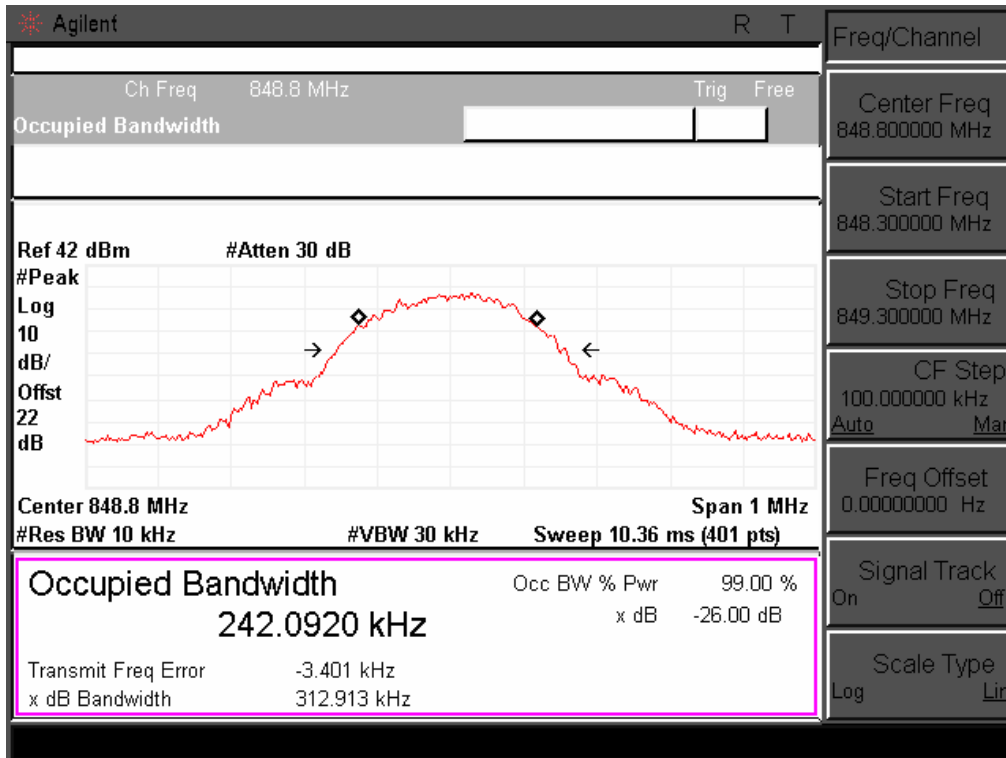 Agilent R T
Ch Freq 848.8 MHz Trig Free
Occupied Bandwidth
Ref 42 dBm #Atten 30 dB
#Peak
Log
10
dB/
Offst
22
dB
Center 848.8 MHz Span 1 MHz
#Res BW 10 kHz #VBW 30 kHz Sweep 10.36 ms (401 pts)
Occupied Bandwidth
242.0920 kHz
Occ BW % Pwr 99.00 %
x dB -26.00 dB
Transmit Freq Error -3.401 kHz
x dB Bandwidth 312.913 kHz
Freq/Channel
Center Freq
848.800000 MHz
Start Freq
848.300000 MHz
Stop Freq
849.300000 MHz
CF Step
100.000000 kHz
Auto Man
Freq Offset
0.00000000 Hz
Signal Track
On Off
Scale Type
Log Lin